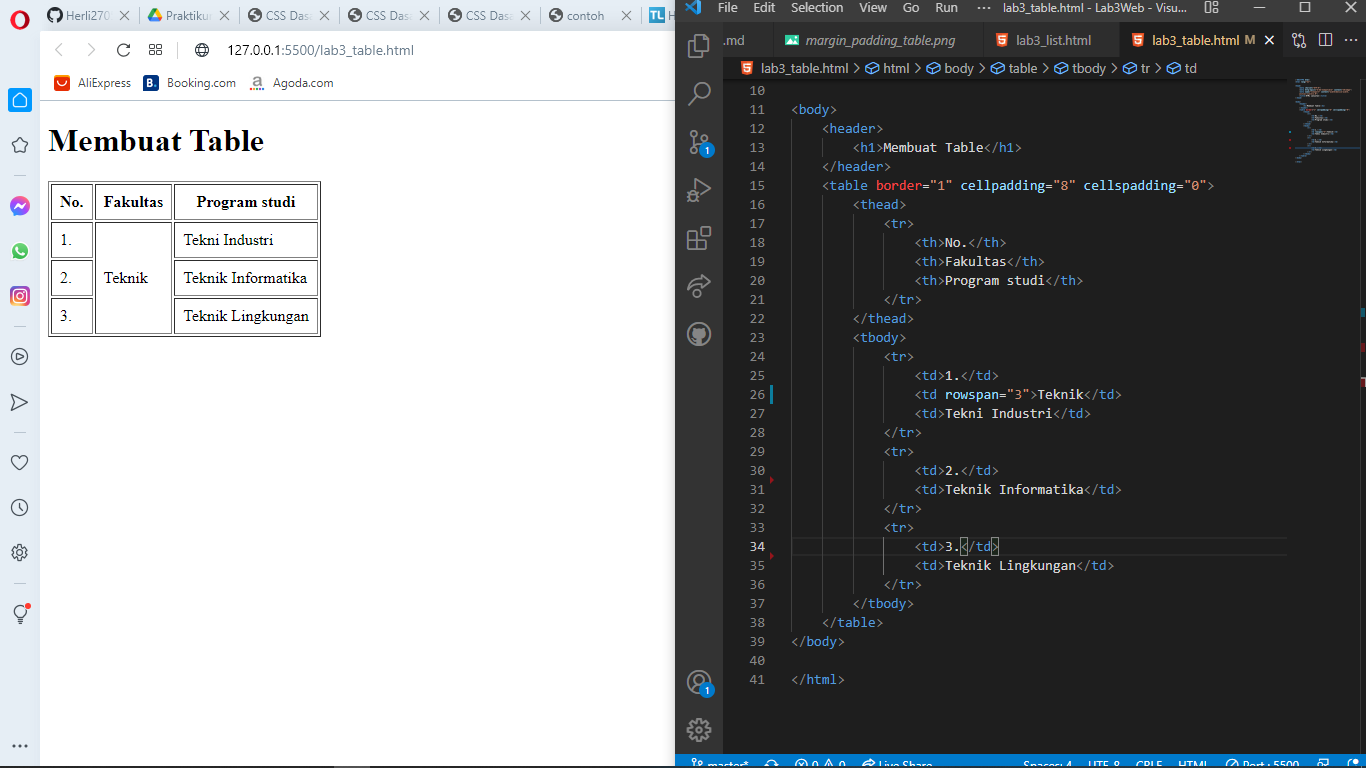 Herli270
Praktikur
CSS Dasa
CSS Dasa
CSS Dasa
contoh
TL
127.0.0.1:5500/lab3_table.html
AliExpress
B. Booking.com
a Agoda.com
Membuat Table
No. Fakultas Program studi
1. Tekni Industri
2. Teknik Teknik Informatika
3. Teknik Lingkungan
File Edit Selection View Go Run ··· lab3_table.html - Lab3Web - Visu...
.md margin_padding_table.png lab3_list.html lab3_table.html M
lab3_table.html > html > body > table > tbody > tr > td
10
11 <body>
12 <header>
13 <h1>Membuat Table</h1>
14 </header>
15 <table border="1" cellpadding="8" cellspadding="0">
16 <thead>
17 <tr>
18 <th>No.</th>
19 <th>Fakultas</th>
20 <th>Program studi</th>
21 </tr>
22 </thead>
23 <tbody>
24 <tr>
25 <td>1.</td>
26 <td rowspan="3">Teknik</td>
27 <td>Tekni Industri</td>
28 </tr>
29 <tr>
30 <td>2.</td>
31 <td>Teknik Informatika</td>
32 </tr>
33 <tr>
34 <td>3.</td>
35 <td>Teknik Lingkungan</td>
36 </tr>
37 </tbody>
38 </table>
39 </body>
40
41 </html>
1
1
master* 0 0 Live Share Spaces: 4 UTF-8 CRLF HTML Port : 5500